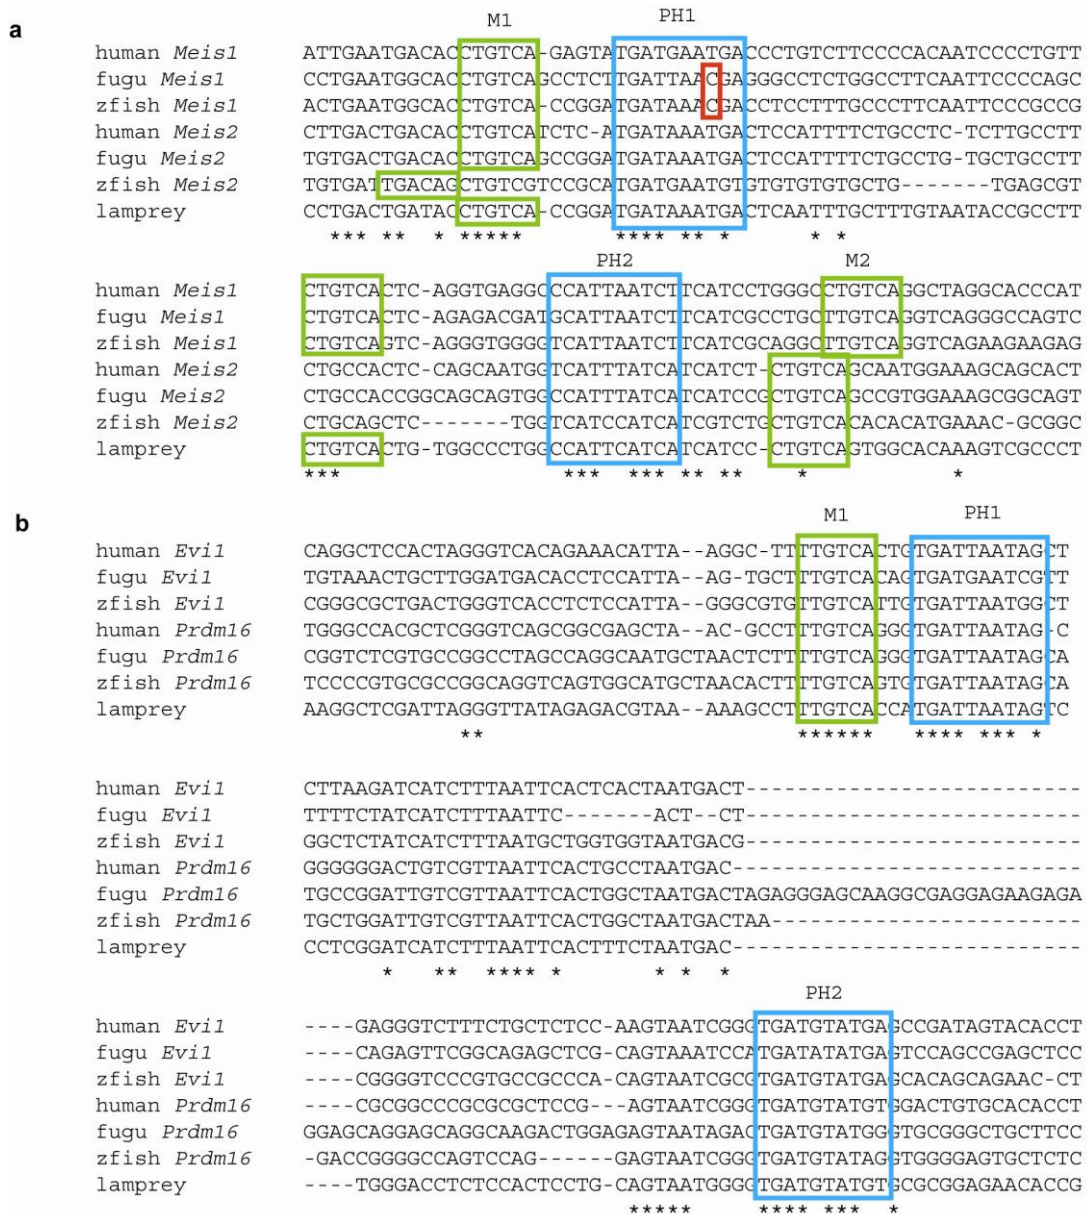 a
M1 PH1
human Meis1 ATTGAATGACACCTGTCA-GAGTATGATGAATGACCCTGTCTTCCCCACAATCCCCTGTT
fugu Meis1 CCTGAATGGCACCTGTCAGCCTCTTGATTAACGAGGGCCTCTGGCCTTCAATTCCCCAGC
zfish Meis1 ACTGAATGGCACCTGTCA-CCGGATGATAAACGACCTCCTTTGCCCTTCAATTCCCGCCG
human Meis2 CTTGACTGACACCTGTCATCTC-ATGATAAATGACTCCATTTTCTGCCTC-TCTTGCCTT
fugu Meis2 TGTGACTGACACCTGTCAGCCGGATGATAAATGACTCCATTTTCTGCCTG-TGCTGCCTT
zfish Meis2 TGTGATTGACAGCTGTCGTCCGCATGATGAATGTGTGTGTGTGCTG-------TGAGCGT
lamprey CCTGACTGATAGCTGTCA-CCGGATGATAAATGACTCAATTTGCTTTGTAATACCGCCTT
*** ** * ***** **** ** * * *
PH2 M2
human Meis1 CTGTCACTC-AGGTGAGGCCCATTAATCTTCATCCTGGGCCTGTCAGGCTAGGCACCCAT
fugu Meis1 CTGTCACTC-AGAGACGATGCATTAATCTTCATCGCCTGCTTGTCAGGTCAGGGCCAGTC
zfish Meis1 CTGTCAGTC-AGGGTGGGGTCATTAATCTTCATCGCAGGCTTGTCAGGTCAGAAGAAGAG
human Meis2 CTGCCACTC-CAGCAATGGTCATTTATCATCATCT-CTGTCAGCAATGGAAAGCAGCACT
fugu Meis2 CTGCCACCGGCAGCAGTGGCCATTTATCATCATCCGCTGTCAGCCGTGGAAAGCGGCAGT
zfish Meis2 CTGCAGCTC-------TGGTCATCCATCATCGTCTGCTGTCACACACATGAAAC-GCGGC
lamprey CTGTCACTG-TGGCCCTGGCCATTCATCATCATCC-CTGTCAGTGGCACAAAGTCGCCCT
*** *** *** ** ** * *
b
M1 PH1
human Evi1 CAGGCTCCACTAGGGTCACAGAAACATTA--AGGC-TTTTGTCACTGTGATTAATAGCT
fugu Evi1 TGTAAACTGCTTGGATGACACCTCCATTA--AG-TGCTTTGTCACAGTGATGAATCGTT
zfish Evi1 CGGGCGCTGACTGGGTCACCTCTCCATTA--GGGCGTGTTGTCATTGTGATTAATGGCT
human Prdm16 TGGGCCACGCTCGGGTCAGCGGCGAGCTA--AC-GCCTTTGTCAGGGTGATTAATAG-C
fugu Prdm16 CGGTCTCGTGCCGGCCTAGCCAGGCAATGCTAACTCTTTTGTCAGGGTGATTAATAGCA
zfish Prdm16 TCCCCGTGCGCCGGCAGGTCAGTGGCATGCTAACACTTTTGTCAGTGTGATTAATAGCA
lamprey AAGGCTCGATTAGGGTTATAGAGACGTAA--AAAGCCTTTGTCACCATGATTAATAGTC
** ****** **** *** *
human Evi1 CTTAAGATCATCTTTAATTCACTCACTAATGACT--------------------------
fugu Evi1 TTTTCTATCATCTTTAATTC-------ACT--CT--------------------------
zfish Evi1 GGCTCTATCATCTTTAATGCTGGTGGTAATGACG--------------------------
human Prdm16 GGGGGGACTGTCGTTAATTCACTGCCTAATGAC---------------------------
fugu Prdm16 TGCCGGATTGTCGTTAATTCACTGGCTAATGACTAGAGGGAGCAAGGCGAGGAGAAGAGA
zfish Prdm16 TGCTGGATTGTCGTTAATTCACTGGCTAATGACTAA------------------------
lamprey CCTCGGATCATCTTTAATTCACTTTCTAATGAC---------------------------
* ** **** * * * *
PH2
human Evi1 ----GAGGGTCTTTCTGCTCTCC-AAGTAATCGGGTGATGTATGAGCCGATAGTACACCT
fugu Evi1 ----CAGAGTTCGGCAGAGCTCG-CAGTAAATCCATGATATATGAGTCCAGCCGAGCTCC
zfish Evi1 ----CGGGGTCCCGTGCCGCCCA-CAGTAATCGCGTGATGTATGAGCACAGCAGAAC-CT
human Prdm16 ----CGCGGCCCGCGCGCTCCG---AGTAATCGGGTGATGTATGTGGACTGTGCACACCT
fugu Prdm16 GGAGCAGGAGCAGGCAAGACTGGAGAGTAATAGACTGATGTATGGGTGCGGGCTGCTTCC
zfish Prdm16 -GACCGGGGCCAGTCCAG------GAGTAATCGGGTGATGTATAGGTGGGGAGTGCTCTC
lamprey ----TGGGACCTCTCCACTCCTGC-CAGTAATGGGGTGATGTATGTGCGCGGAGAACACCG
***** **** *** *